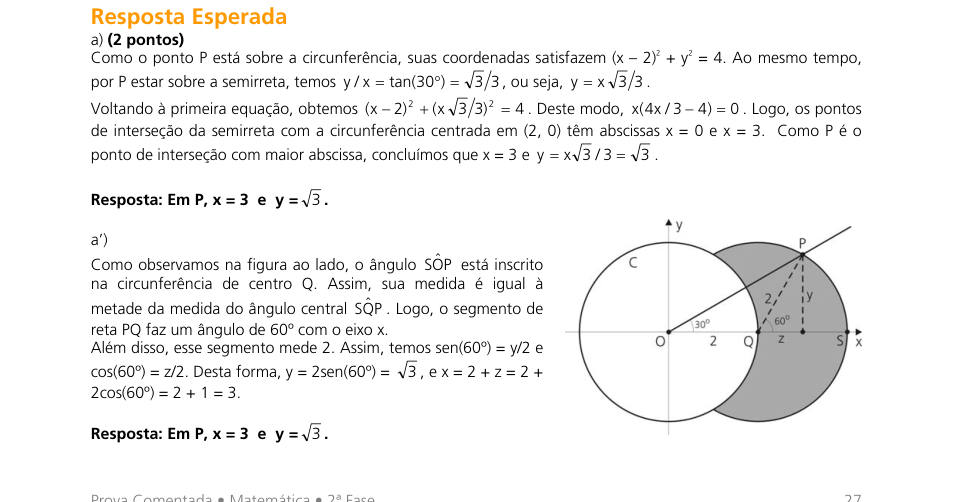 Resposta Esperada
a) (2 pontos)
Como o ponto P está sobre a circunferência, suas coordenadas satisfazem (x – 2)² + y² = 4. Ao mesmo tempo,
por P estar sobre a semirreta, temos y / x = tan(30º) = √3/3, ou seja, y = x √3/3.
Voltando à primeira equação, obtemos (x – 2)² + (x √3/3)² = 4. Deste modo, x(4x / 3 – 4) = 0. Logo, os pontos
de interseção da semirreta com a circunferência centrada em (2, 0) têm abscissas x = 0 e x = 3. Como P é o
ponto de interseção com maior abscissa, concluímos que x = 3 e y = x√3 / 3 = √3.
Resposta: Em P, x = 3 e y = √3.
a’)
Como observamos na figura ao lado, o ângulo SÔP está inscrito
na circunferência de centro Q. Assim, sua medida é igual à
metade da medida do ângulo central SQ̂P. Logo, o segmento de
reta PQ faz um ângulo de 60º com o eixo x.
Além disso, esse segmento mede 2. Assim, temos sen(60º) = y/2 e
cos(60º) = z/2. Desta forma, y = 2sen(60º) = √3, e x = 2 + z = 2 +
2cos(60º) = 2 + 1 = 3.
Resposta: Em P, x = 3 e y = √3.
y
P
C
2
y
30º
60º
O
2
Q
z
S
x
Prova Comentada • Matemática • 2ª Fase
27